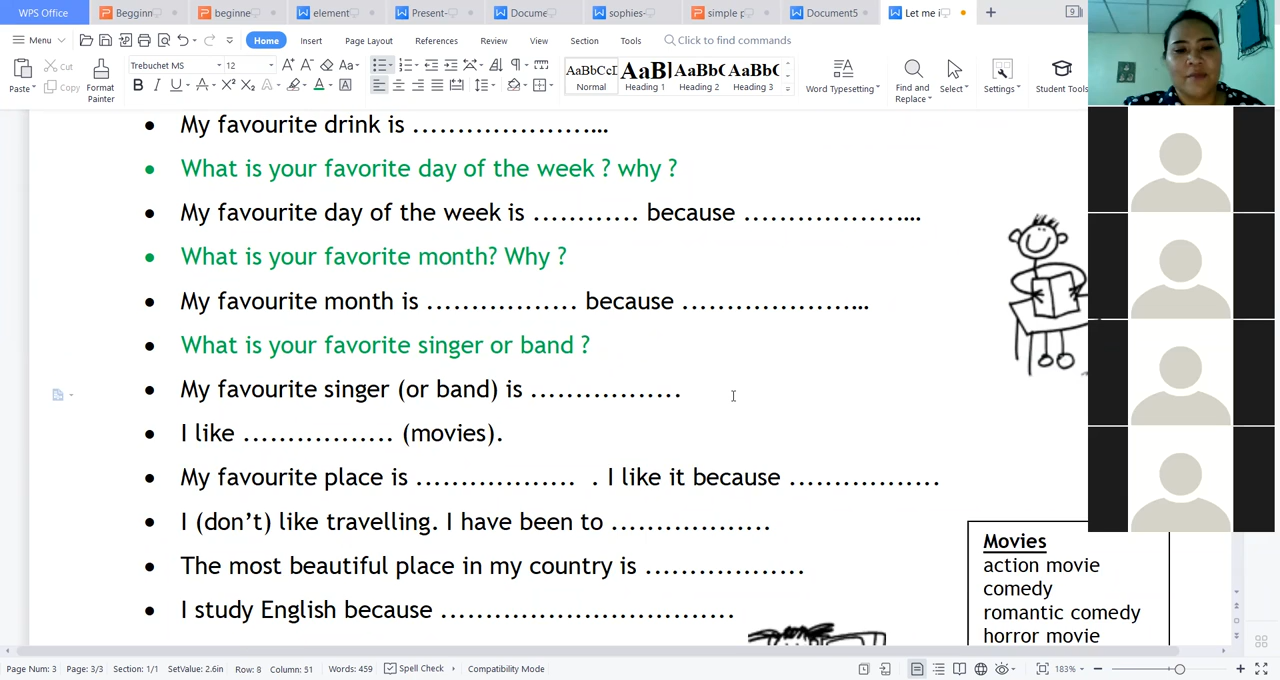 WPS Office Beggin beginne element Present- Docume sophies- simple p Document5 Let me i + 9
Menu Home Insert Page Layout References Review View Section Tools Click to find commands
Trebuchet MS 12
Paste Cut Copy Format Painter B I U AaBbCcD Normal AaBl Heading 1 AaBb( Heading 2 AaBbC Heading 3 Word Typesetting Find and Replace Select Settings Student Tools
• My favourite drink is .......................
• What is your favorite day of the week ? why ?
• My favourite day of the week is ............ because .....................
• What is your favorite month? Why ?
• My favourite month is ................. because ......................
• What is your favorite singer or band ?
• My favourite singer (or band) is .................
• I like ................. (movies).
• My favourite place is .................. . I like it because .................
• I (don't) like travelling. I have been to ..................
• The most beautiful place in my country is ..................
• I study English because .................................
Movies
action movie
comedy
romantic comedy
horror movie
Page Num: 3 Page: 3/3 Section: 1/1 SetValue: 2.6in Row: 8 Column: 51 Words: 459 Spell Check Compatibility Mode 183%